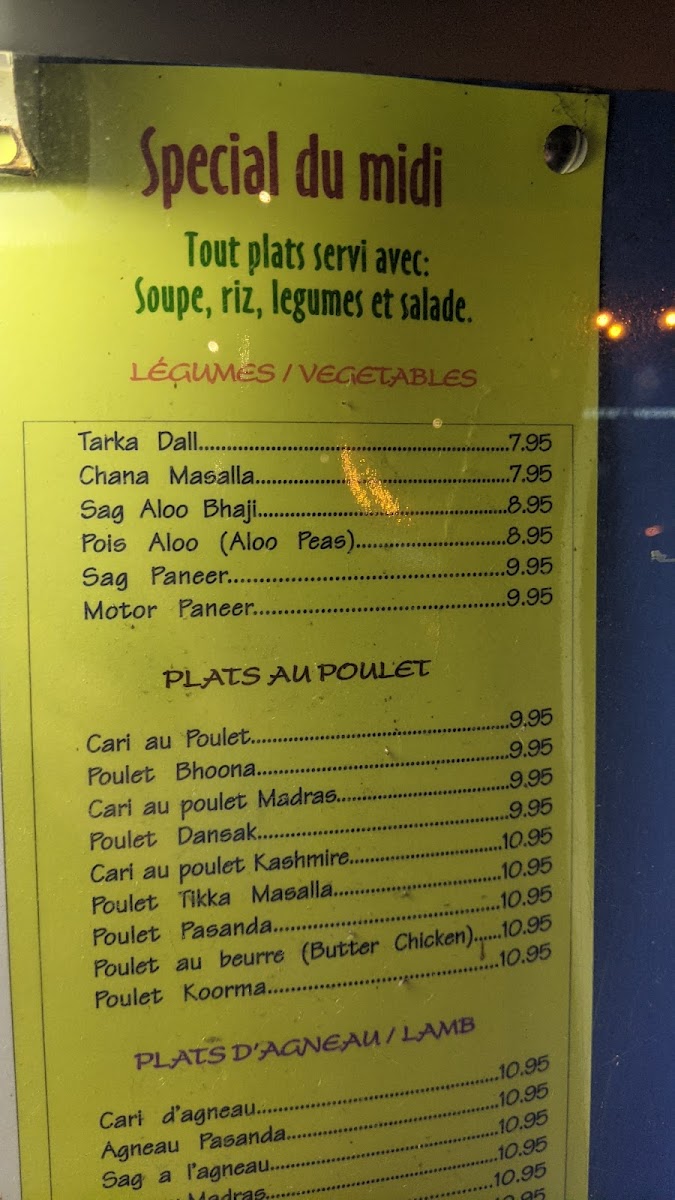 Special du midi
Tout plats servi avec:
Soupe, riz, legumes et salade.
LÉGUMES / VEGETABLES
Tarka Dall..........7.95
Chana Masalla..........7.95
Sag Aloo Bhaji..........8.95
Pois Aloo (Aloo Peas)..........8.95
Sag Paneer..........9.95
Motor Paneer..........9.95
PLATS AU POULET
Cari au Poulet..........9.95
Poulet Bhoona..........9.95
Cari au poulet Madras..........9.95
Poulet Dansak..........9.95
Cari au poulet Kashmire..........10.95
Poulet Tikka Masalla..........10.95
Poulet Pasanda..........10.95
Poulet au beurre (Butter Chicken)......10.95
Poulet Koorma..........10.95
PLATS D'AGNEAU / LAMB
Cari d'agneau..........10.95
Agneau Pasanda..........10.95
Sag a l'agneau..........10.95
Madras..........10.95
10.95